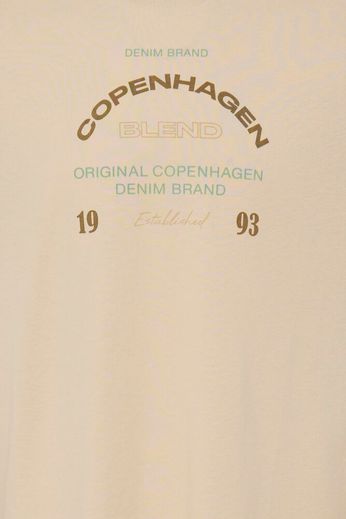 DENIM BRAND
COPENHAGEN
BLEND
ORIGINAL COPENHAGEN
DENIM BRAND
19 Established 93